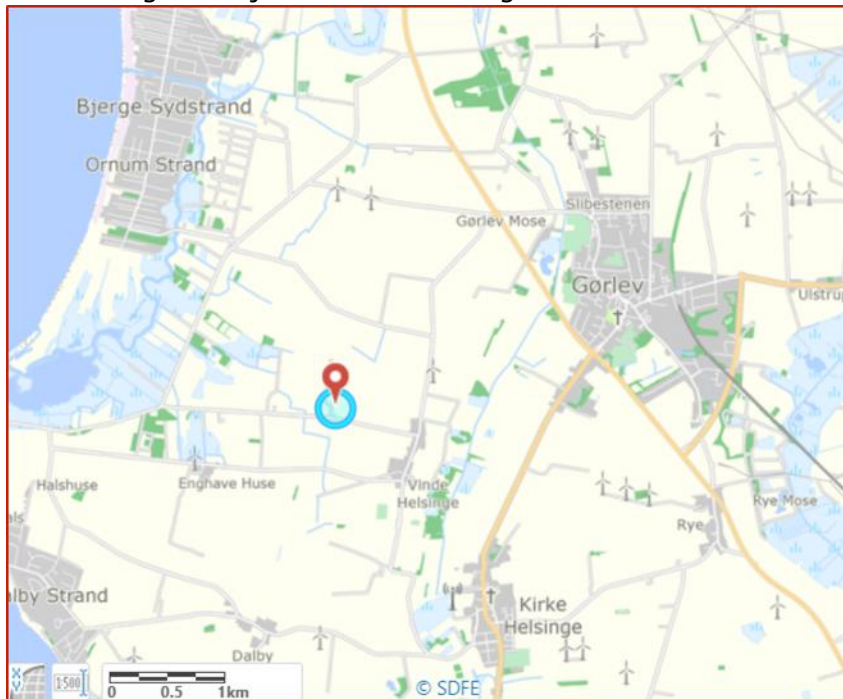 Bjerge Sydstrand
Ornum Strand
Slibestenen
Gørlev Mose
Gørlev
Ulstrup
Halshuse
Enghave Huse
Vinde
Helsinge
Rye Mose
Rye
Kirke
Helsinge
Dalby
1:500
0 0.5 1km
© SDFE